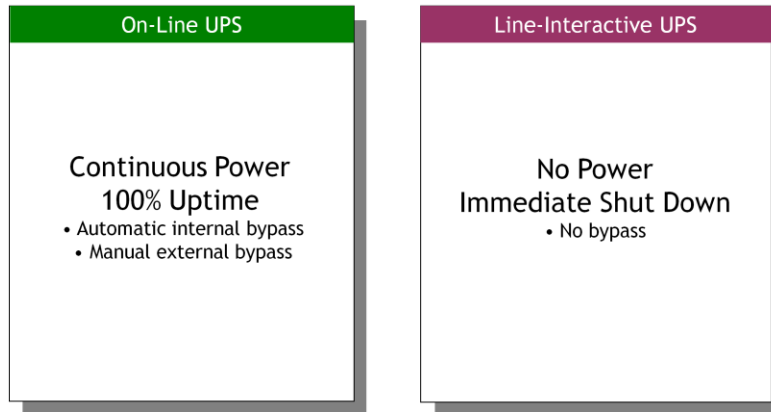 On-Line UPS
Continuous Power
100% Uptime
• Automatic internal bypass
• Manual external bypass
Line-Interactive UPS
No Power
Immediate Shut Down
• No bypass